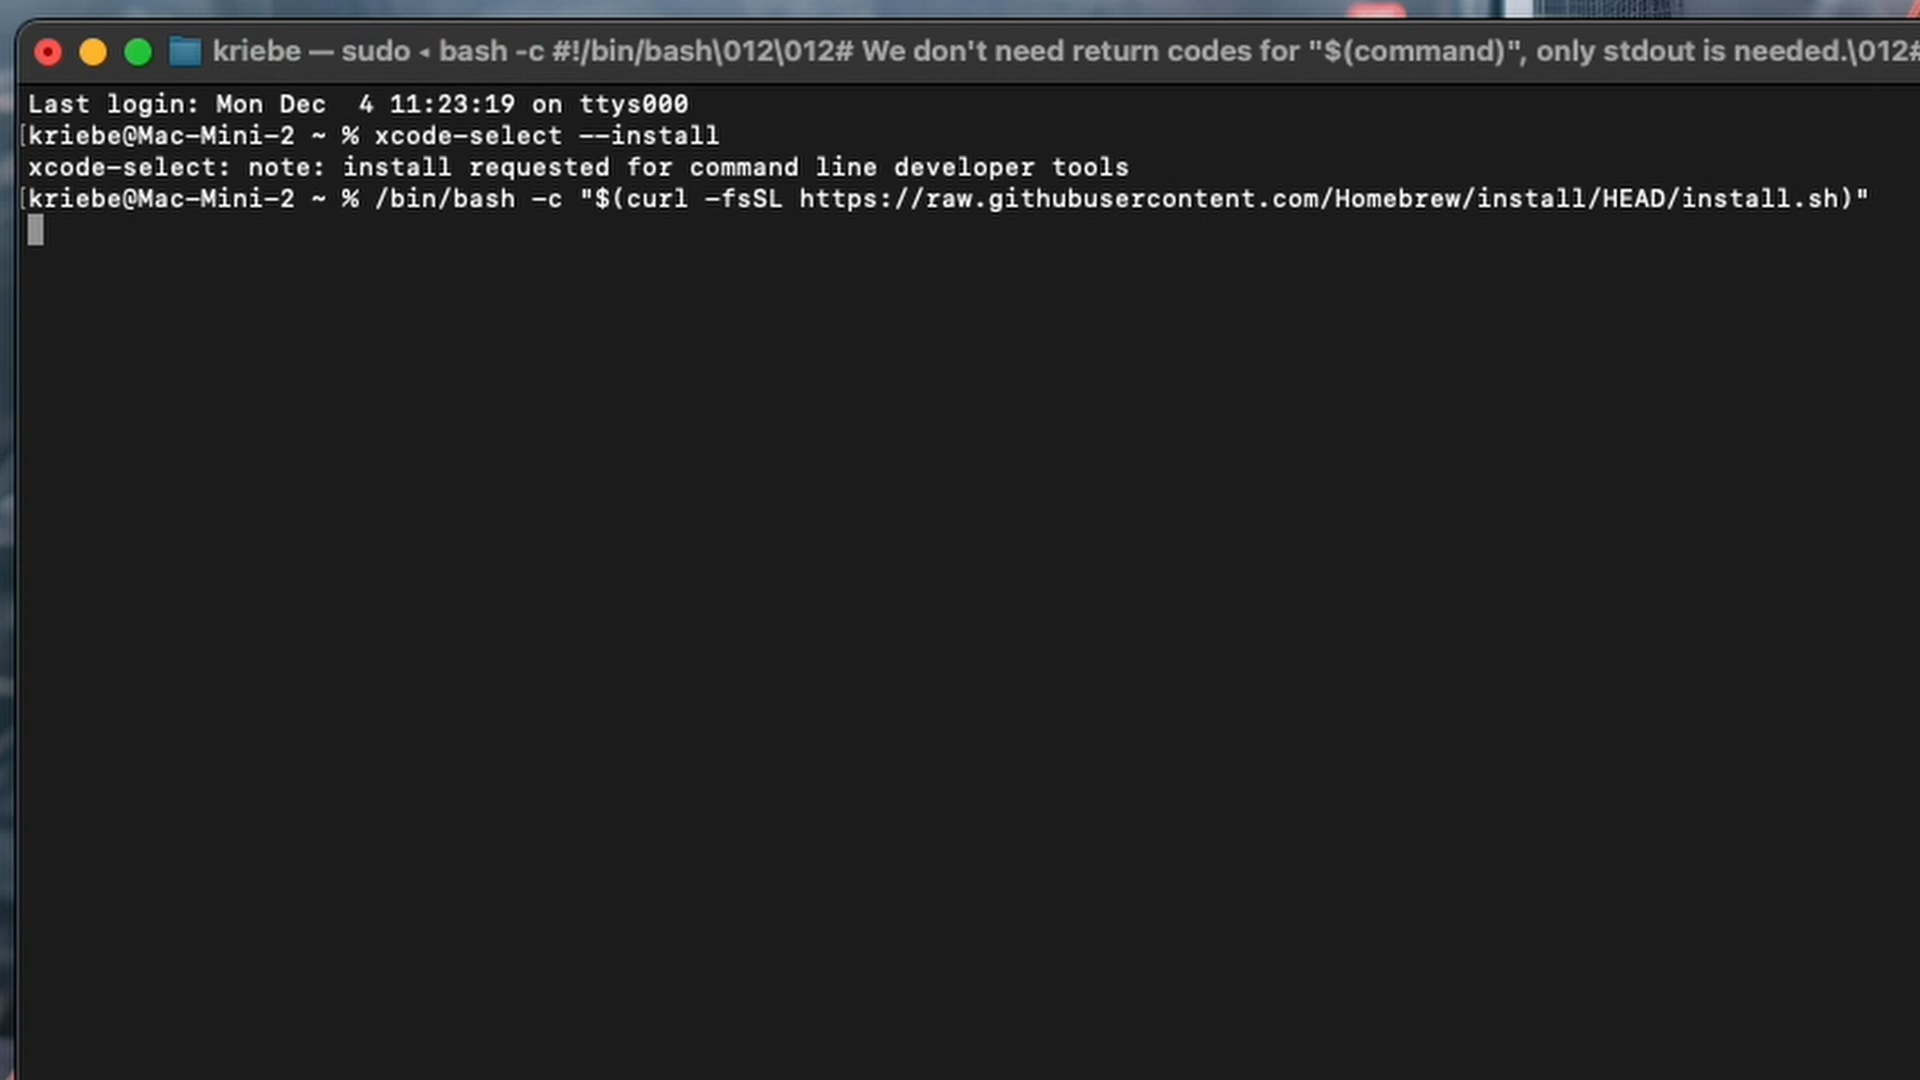 kriebe — sudo ◂ bash -c #!/bin/bash\012\012# We don't need return codes for "$(command)", only stdout is needed.\012#
Last login: Mon Dec  4 11:23:19 on ttys000
[kriebe@Mac-Mini-2 ~ % xcode-select --install
xcode-select: note: install requested for command line developer tools
[kriebe@Mac-Mini-2 ~ % /bin/bash -c "$(curl -fsSL https://raw.githubusercontent.com/Homebrew/install/HEAD/install.sh)"